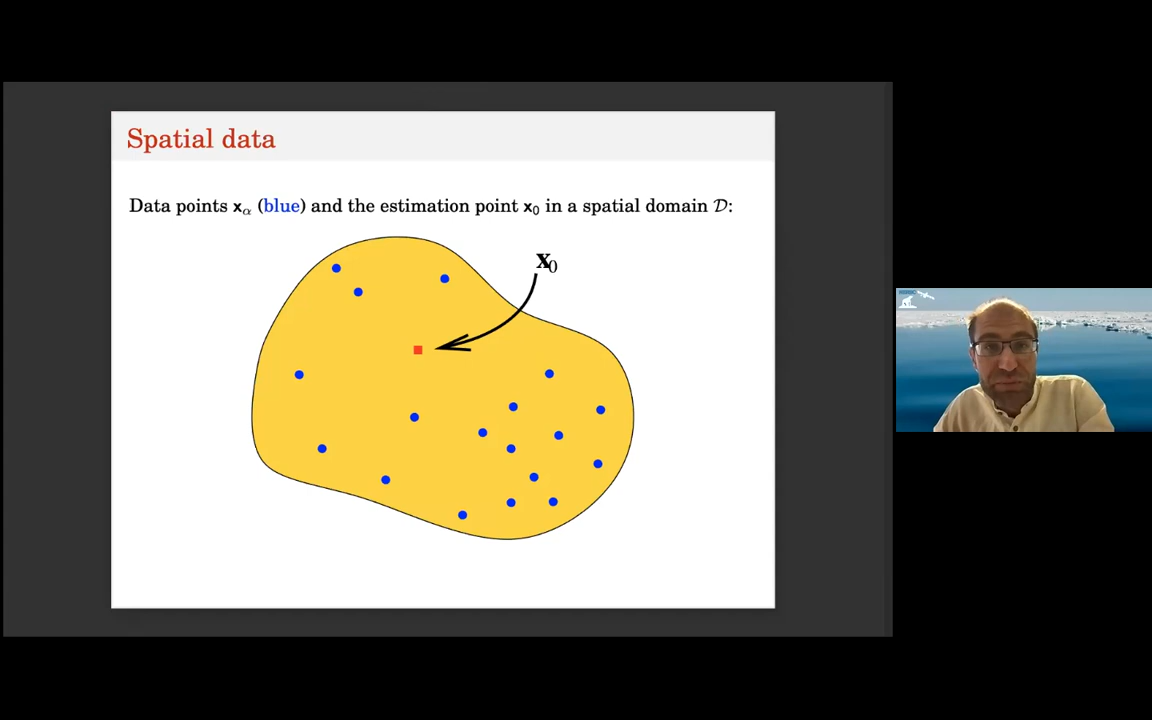 Spatial data
Data points xα (blue) and the estimation point x₀ in a spatial domain 𝒟:
x₀